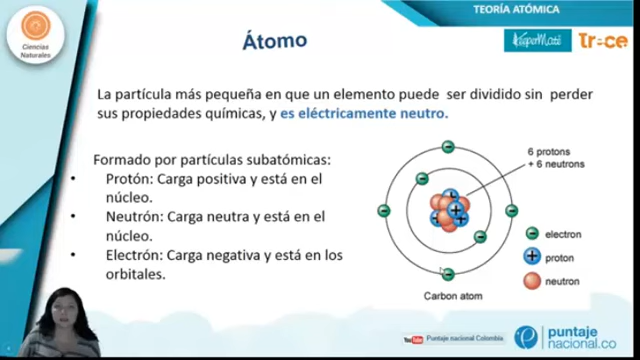 TEORÍA ATÓMICA
Ciencias
Naturales
Átomo
La partícula más pequeña en que un elemento puede ser dividido sin perder
sus propiedades químicas, y es eléctricamente neutro.
Formado por partículas subatómicas:
• Protón: Carga positiva y está en el
núcleo.
• Neutrón: Carga neutra y está en el
núcleo.
• Electrón: Carga negativa y está en los
orbitales.
6 protons
+ 6 neutrons
electron
proton
neutron
Carbon atom
YouTube Puntaje nacional Colombia
puntaje
nacional.co